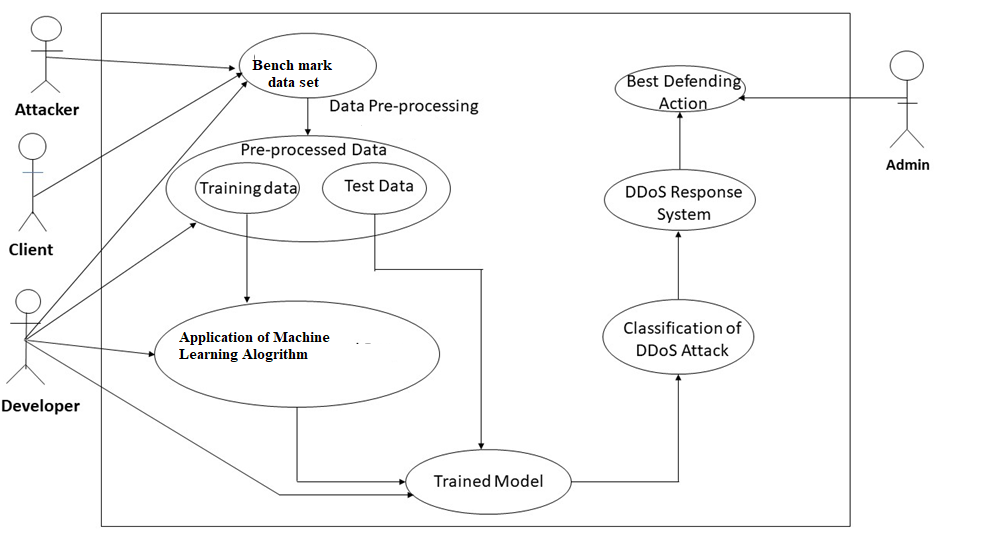 Attacker
Client
Developer
Bench mark
data set
Data Pre-processing
Pre-processed Data
Training data
Test Data
Application of Machine
Learning Alogrithm
Trained Model
Classification of
DDoS Attack
DDoS Response
System
Best Defending
Action
Admin